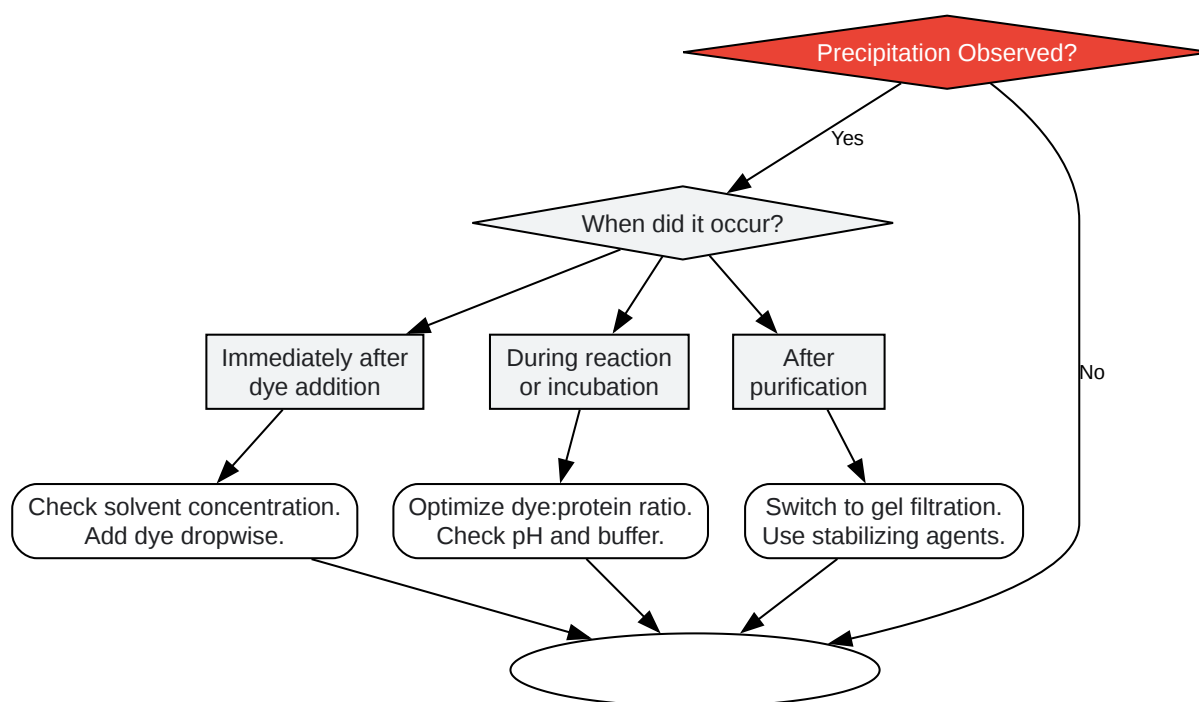 Precipitation Observed?
Yes
When did it occur?
Immediately after
dye addition
During reaction
or incubation
After
purification
No
Check solvent concentration.
Add dye dropwise.
Optimize dye:protein ratio.
Check pH and buffer.
Switch to gel filtration.
Use stabilizing agents.